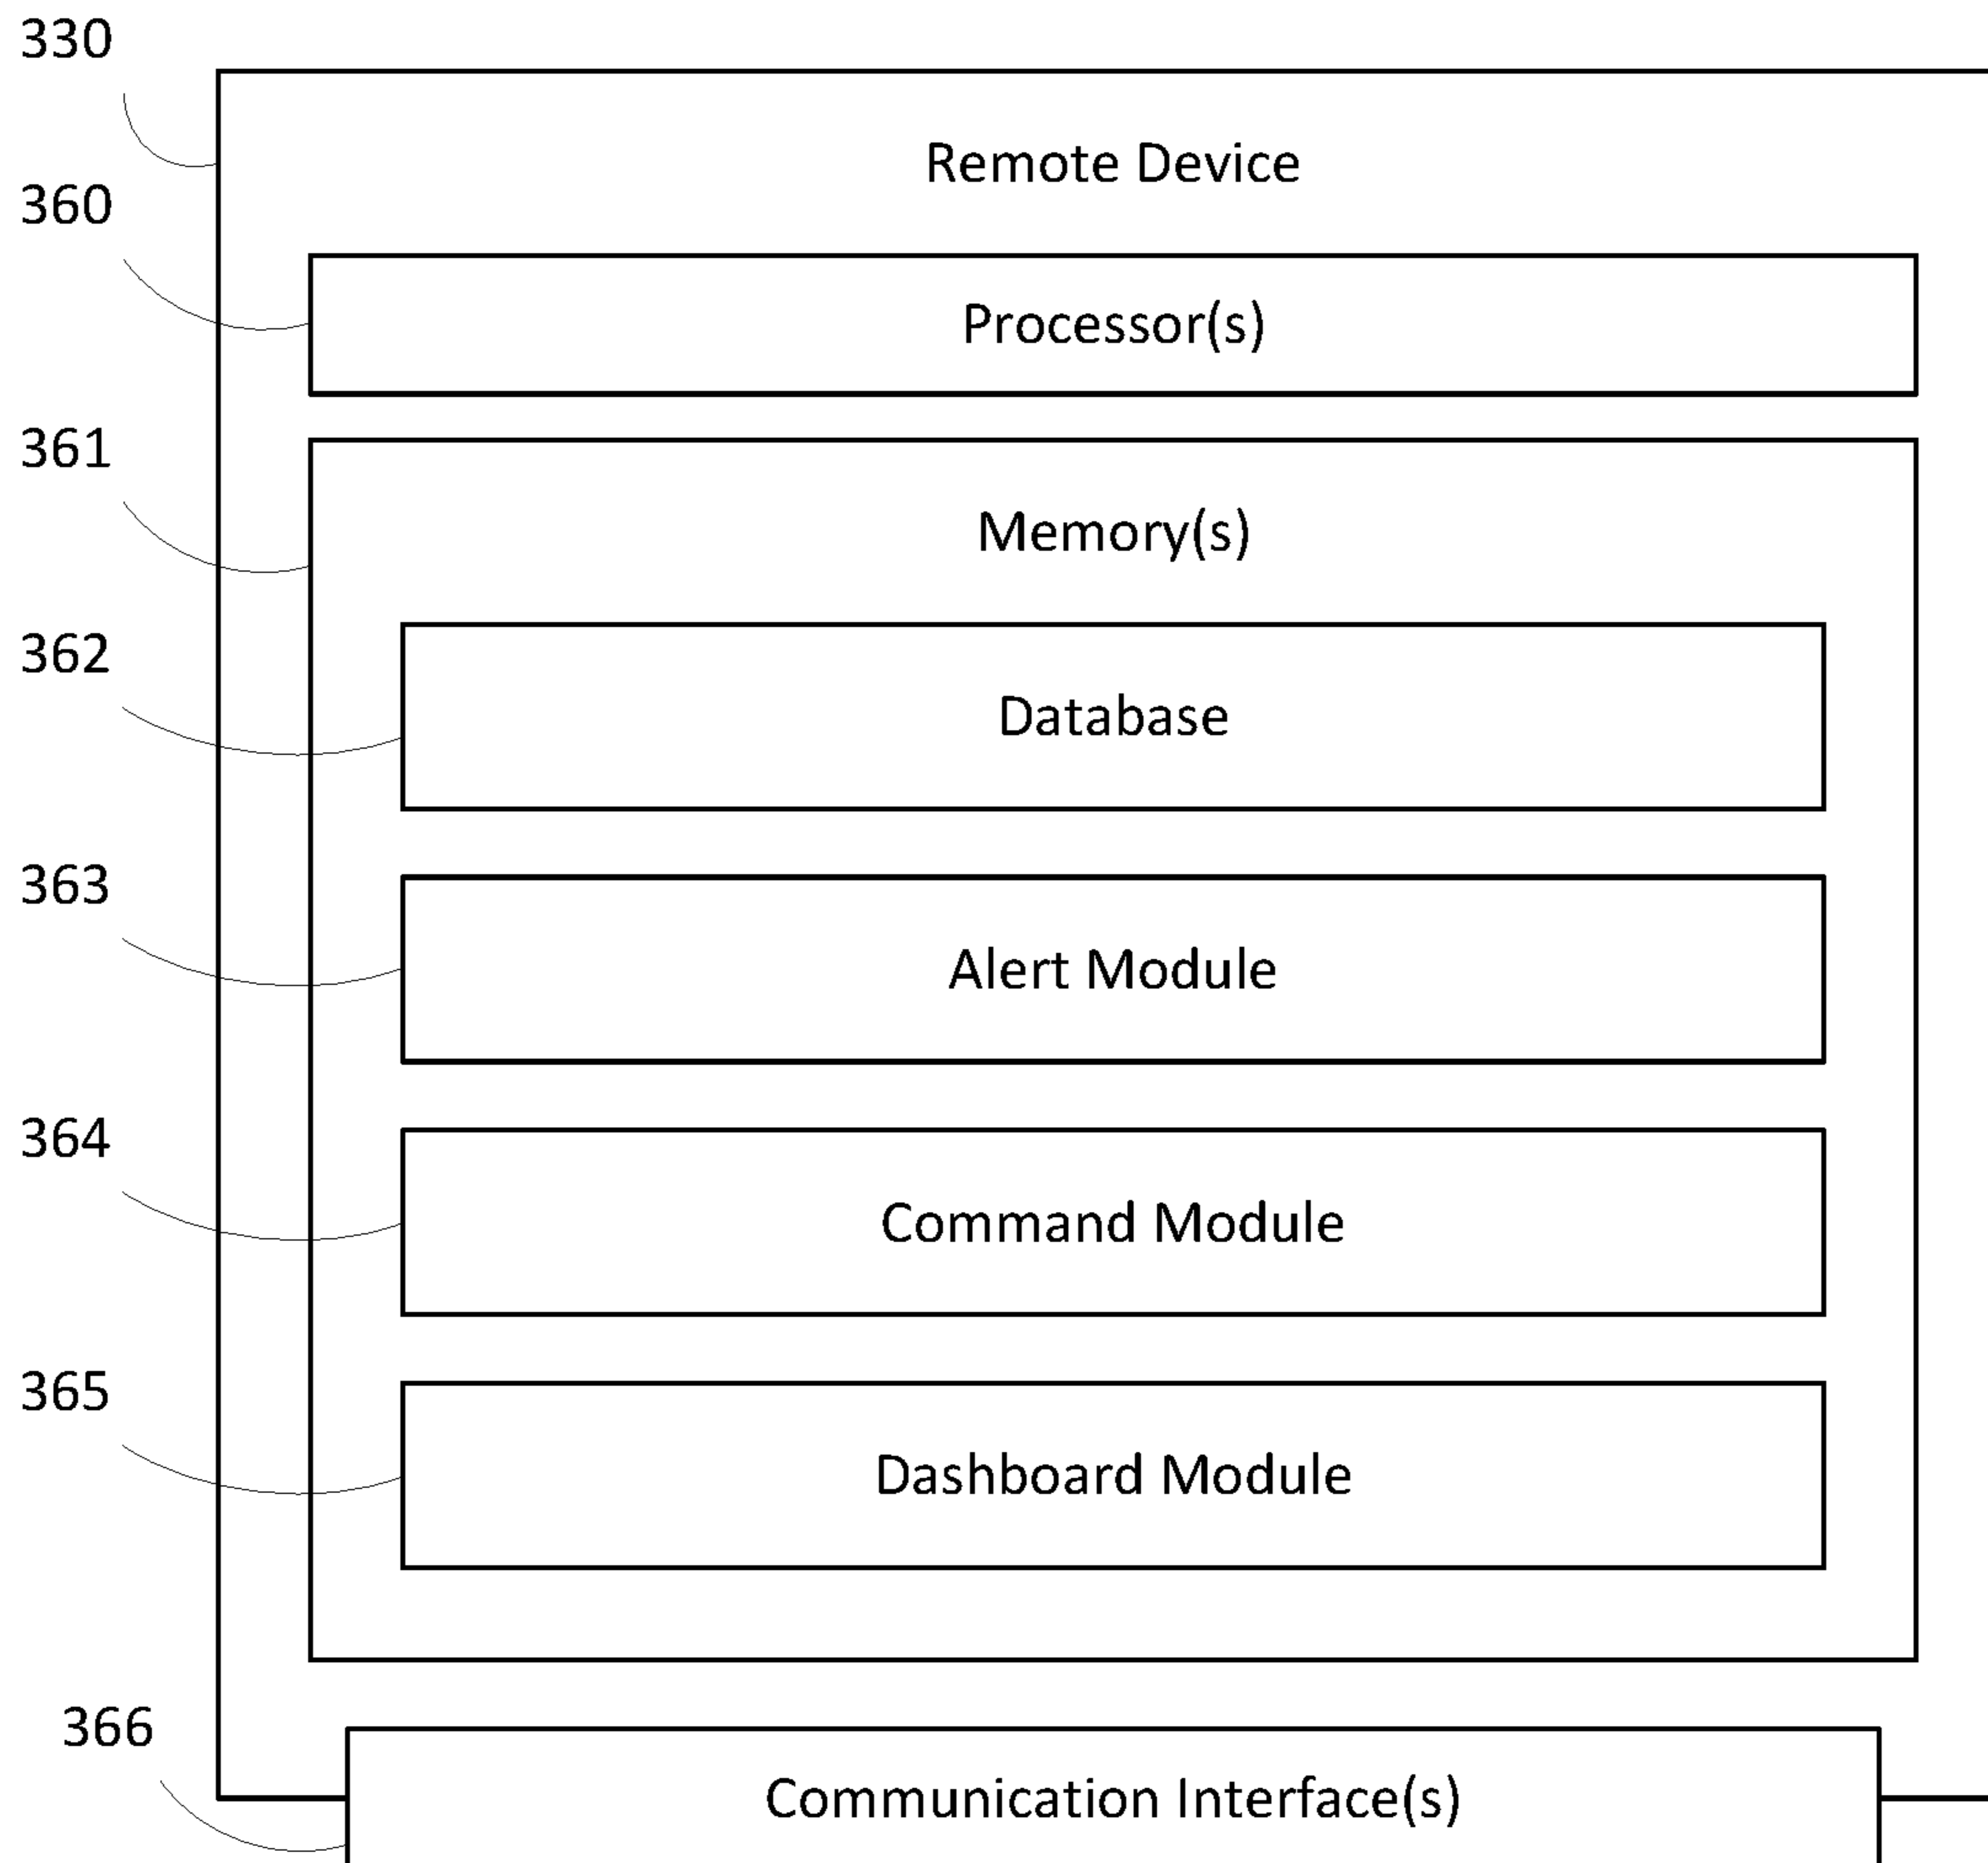 330
Remote Device
360
Processor(s)
361
Memory(s)
362
Database
363
Alert Module
364
Command Module
365
Dashboard Module
366
Communication Interface(s)